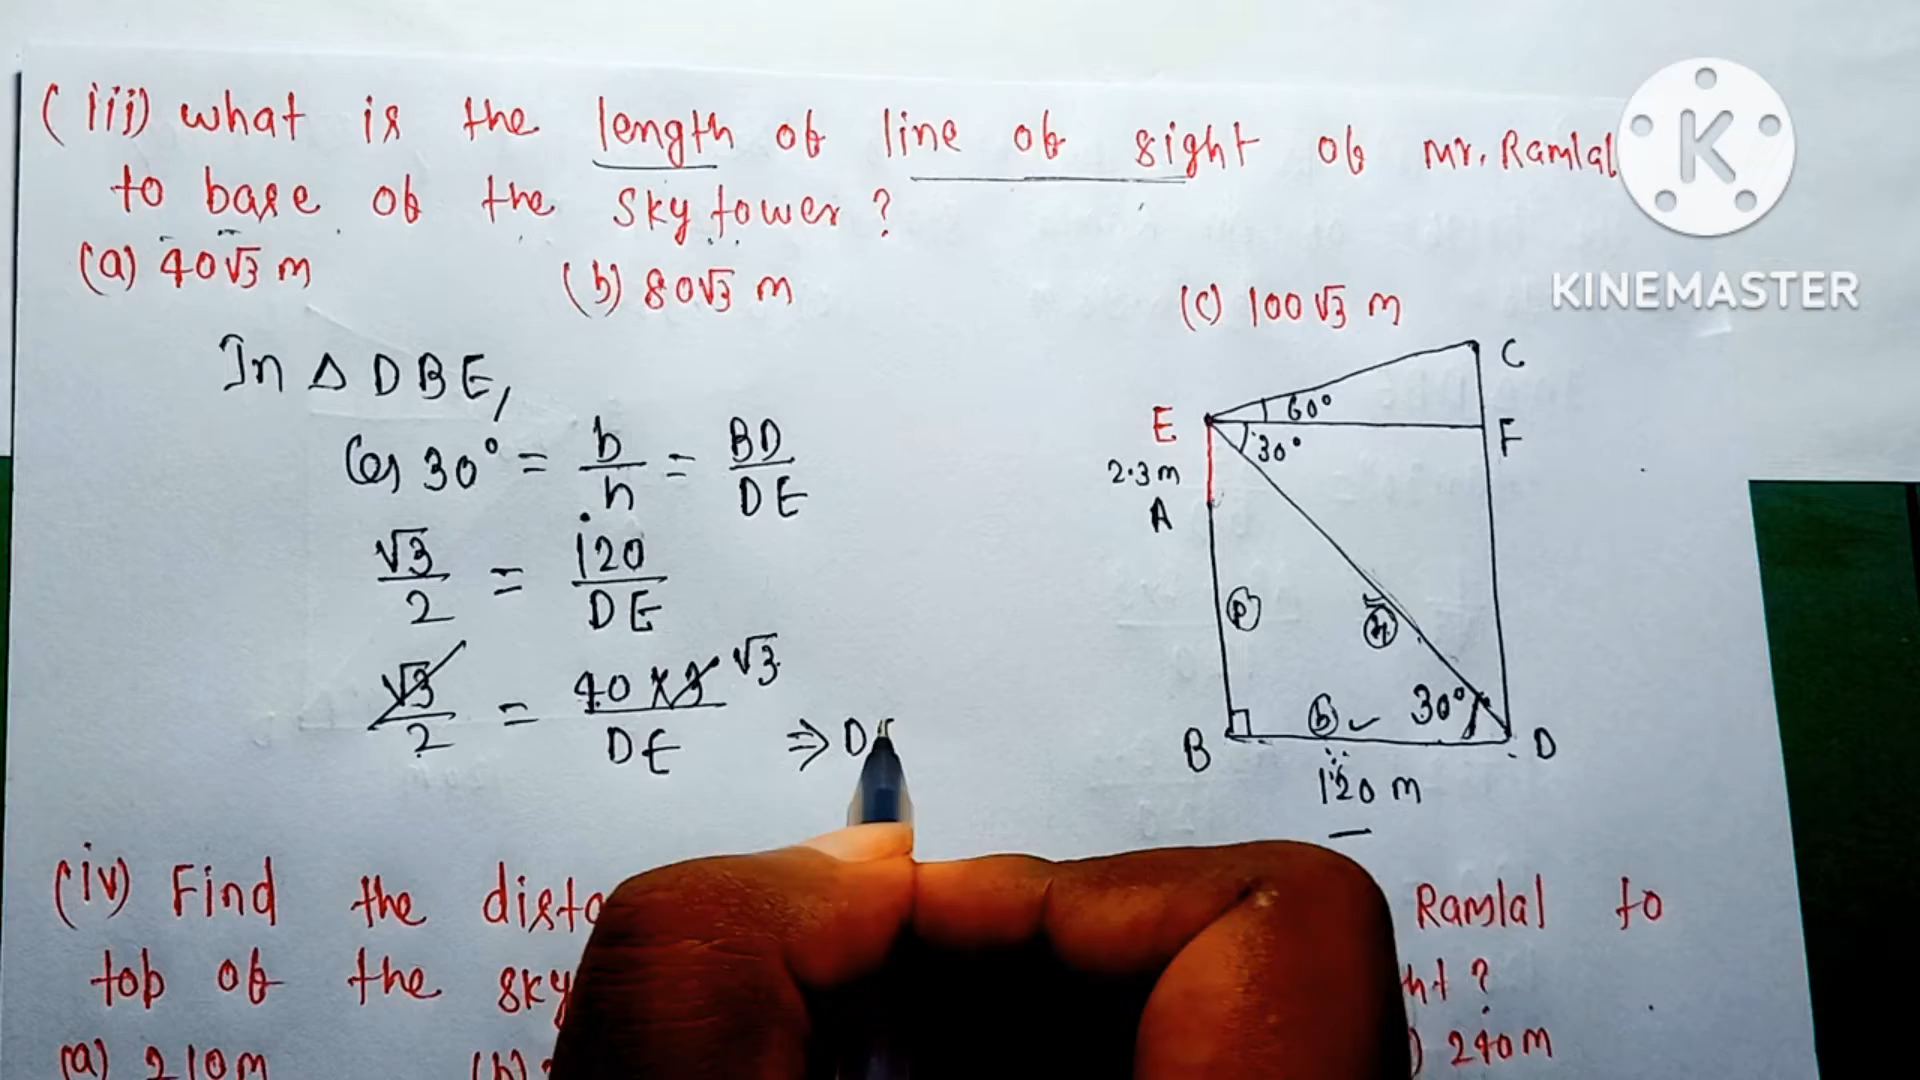 (iii) what is the length of line of sight of Mr. Ramlal
to base of the sky tower ?
(a) 40√3 m (b) 80√3 m (c) 100√3 m
K
KINEMASTER
In Δ DBE,
Cos 30° = b/h = BD/DE
√3/2 = 120/DE
√3/2 = 40 × 3 √3/DE ⇒ D
C
E 60° F
30°
2.3 m
A
p
h
B b ✓ 30° D
120 m
(iv) Find the Ramlal to
top of the sky ?
(a) 210 m (b) 240 m